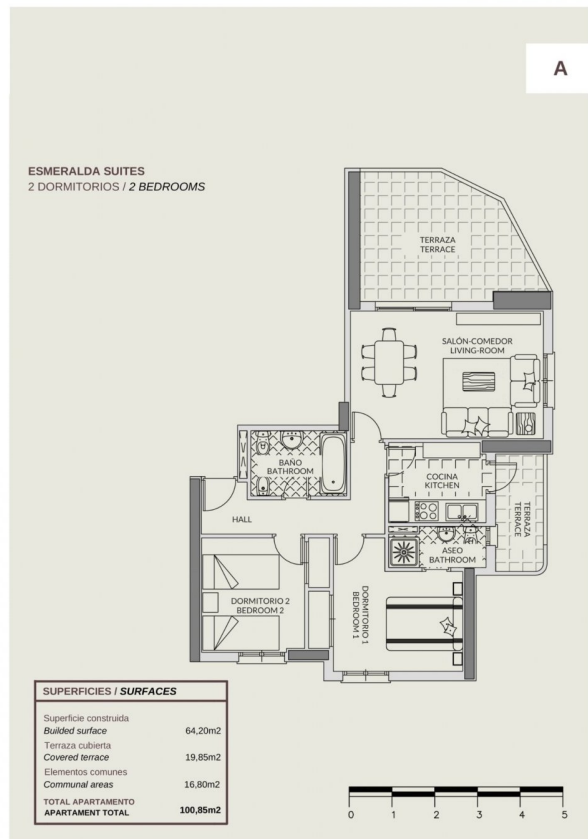 A
ESMERALDA SUITES
2 DORMITORIOS / 2 BEDROOMS
TERRAZA
TERRACE
SALÓN-COMEDOR
LIVING-ROOM
BAÑO
BATHROOM
COCINA
KITCHEN
TERRAZA
TERRACE
HALL
ASEO
BATHROOM
DORMITORIO 2
BEDROOM 2
DORMITORIO 1
BEDROOM 1
SUPERFICIES / SURFACES
Superficie construida
Builded surface 64,20m2
Terraza cubierta
Covered terrace 19,85m2
Elementos comunes
Communal areas 16,80m2
TOTAL APARTAMENTO
APARTMENT TOTAL 100,85m2
0 1 2 3 4 5